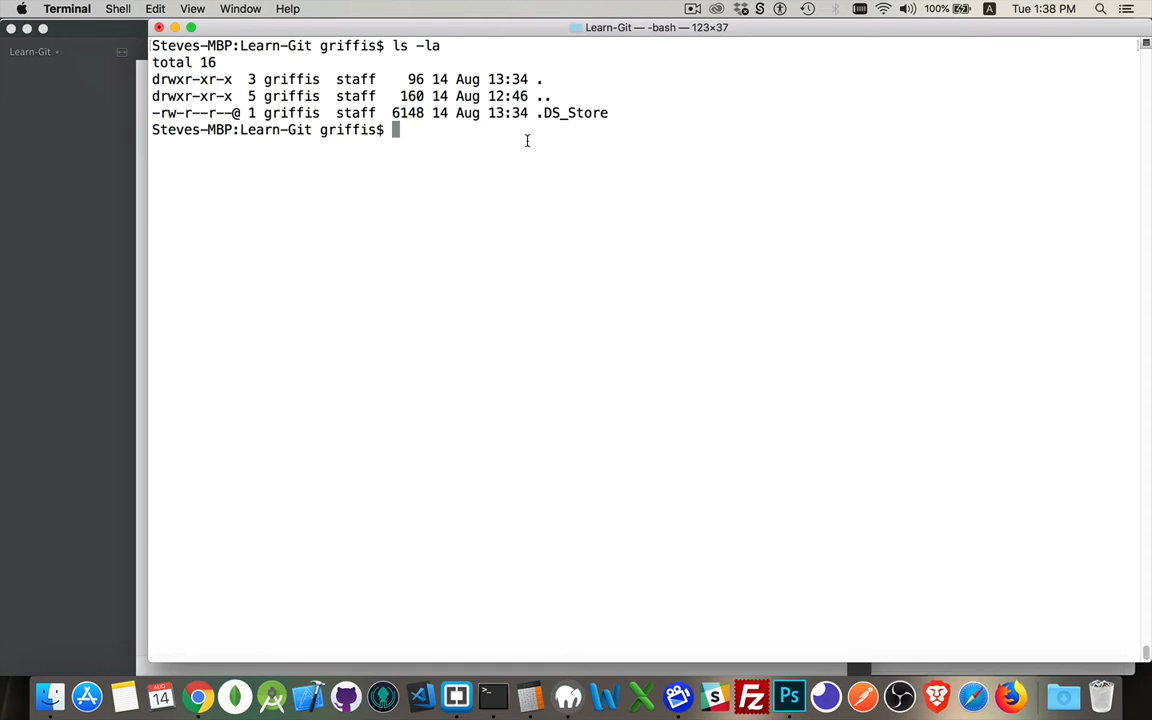 Terminal Shell Edit View Window Help 100% A Tue 1:38 PM
Learn-Git — -bash — 123×37
Learn-Git
Steves-MBP:Learn-Git griffis$ ls -la
total 16
drwxr-xr-x 3 griffis staff 96 14 Aug 13:34 .
drwxr-xr-x 5 griffis staff 160 14 Aug 12:46 ..
-rw-r--r--@ 1 griffis staff 6148 14 Aug 13:34 .DS_Store
Steves-MBP:Learn-Git griffis$
AUG
14